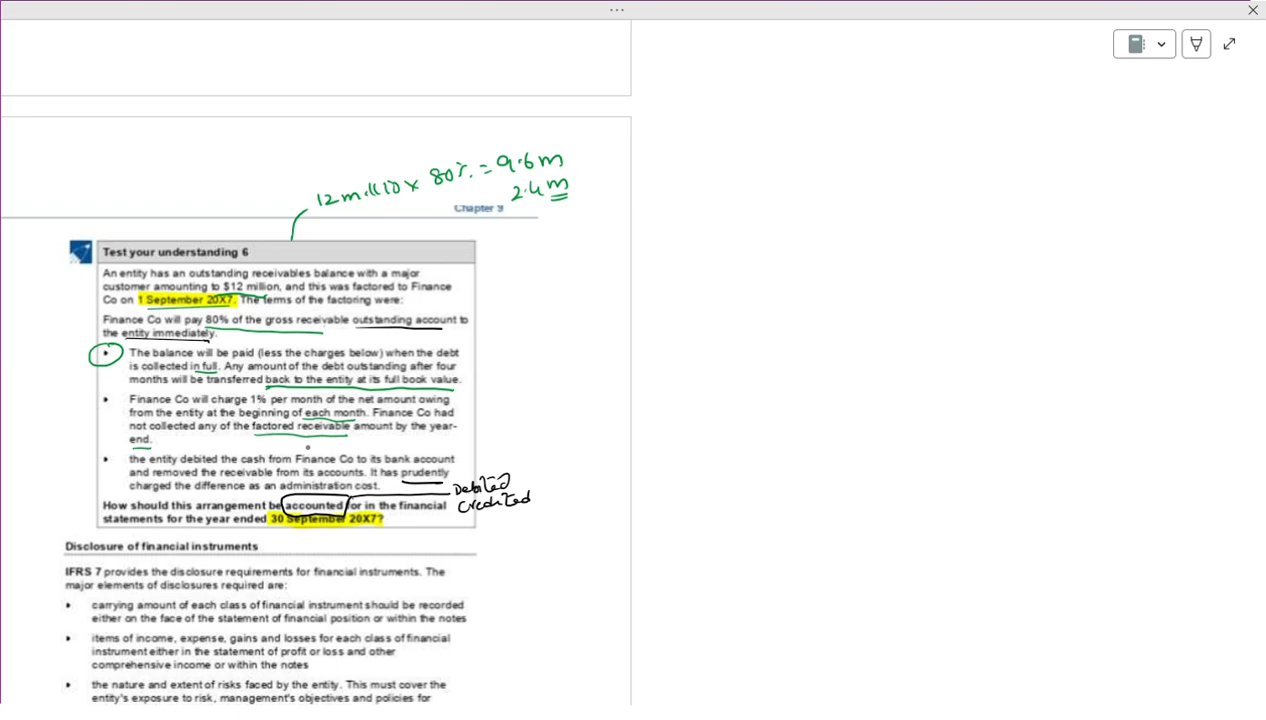 12 million x 80% = 9.6m
2.4m
Chapter 9
Test your understanding 6
An entity has an outstanding receivables balance with a major
customer amounting to $12 million, and this was factored to Finance
Co on 1 September 20X7. The terms of the factoring were:
Finance Co will pay 80% of the gross receivable outstanding account to
the entity immediately.
• The balance will be paid (less the charges below) when the debt
is collected in full. Any amount of the debt outstanding after four
months will be transferred back to the entity at its full book value.
• Finance Co will charge 1% per month of the net amount owing
from the entity at the beginning of each month. Finance Co had
not collected any of the factored receivable amount by the year-
end.
• the entity debited the cash from Finance Co to its bank account
and removed the receivable from its accounts. It has prudently
charged the difference as an administration cost.
Debited
Credited
How should this arrangement be accounted for in the financial
statements for the year ended 30 September 20X7?
Disclosure of financial instruments
IFRS 7 provides the disclosure requirements for financial instruments. The
major elements of disclosures required are:
• carrying amount of each class of financial instrument should be recorded
either on the face of the statement of financial position or within the notes
• items of income, expense, gains and losses for each class of financial
instrument either in the statement of profit or loss and other
comprehensive income or within the notes
• the nature and extent of risks faced by the entity. This must cover the
entity's exposure to risk, management's objectives and policies for